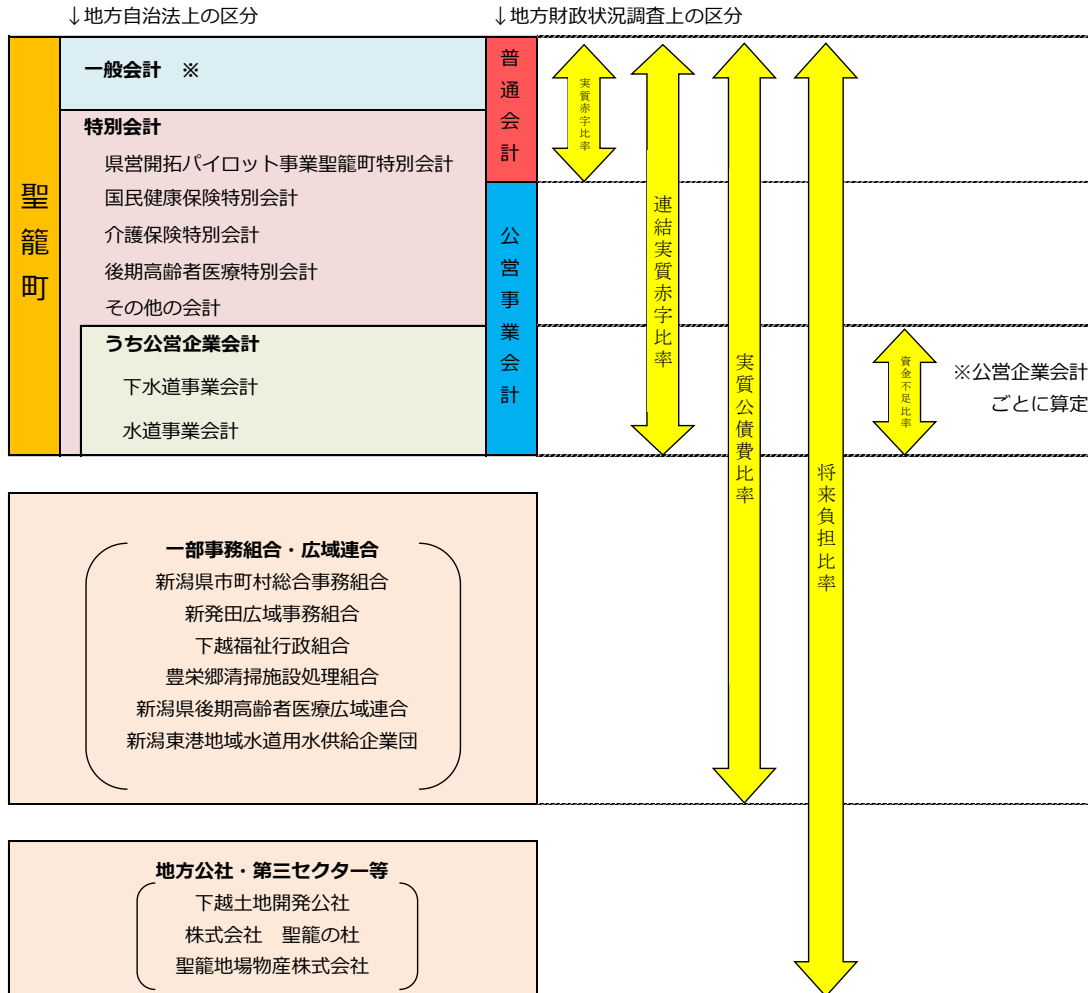 ↓地方自治法上の区分
↓地方財政状況調査上の区分
聖籠町
一般会計　※
特別会計
県営開拓パイロット事業聖籠町特別会計
国民健康保険特別会計
介護保険特別会計
後期高齢者医療特別会計
その他の会計
うち公営企業会計
下水道事業会計
水道事業会計
普通会計
公営事業会計
実質赤字比率
連結実質赤字比率
実質公債費比率
将来負担比率
資金不足比率
※公営企業会計
ごとに算定
一部事務組合・広域連合
新潟県市町村総合事務組合
新発田広域事務組合
下越福祉行政組合
豊栄郷清掃施設処理組合
新潟県後期高齢者医療広域連合
新潟東港地域水道用水供給企業団
地方公社・第三セクター等
下越土地開発公社
株式会社　聖籠の杜
聖籠地場物産株式会社